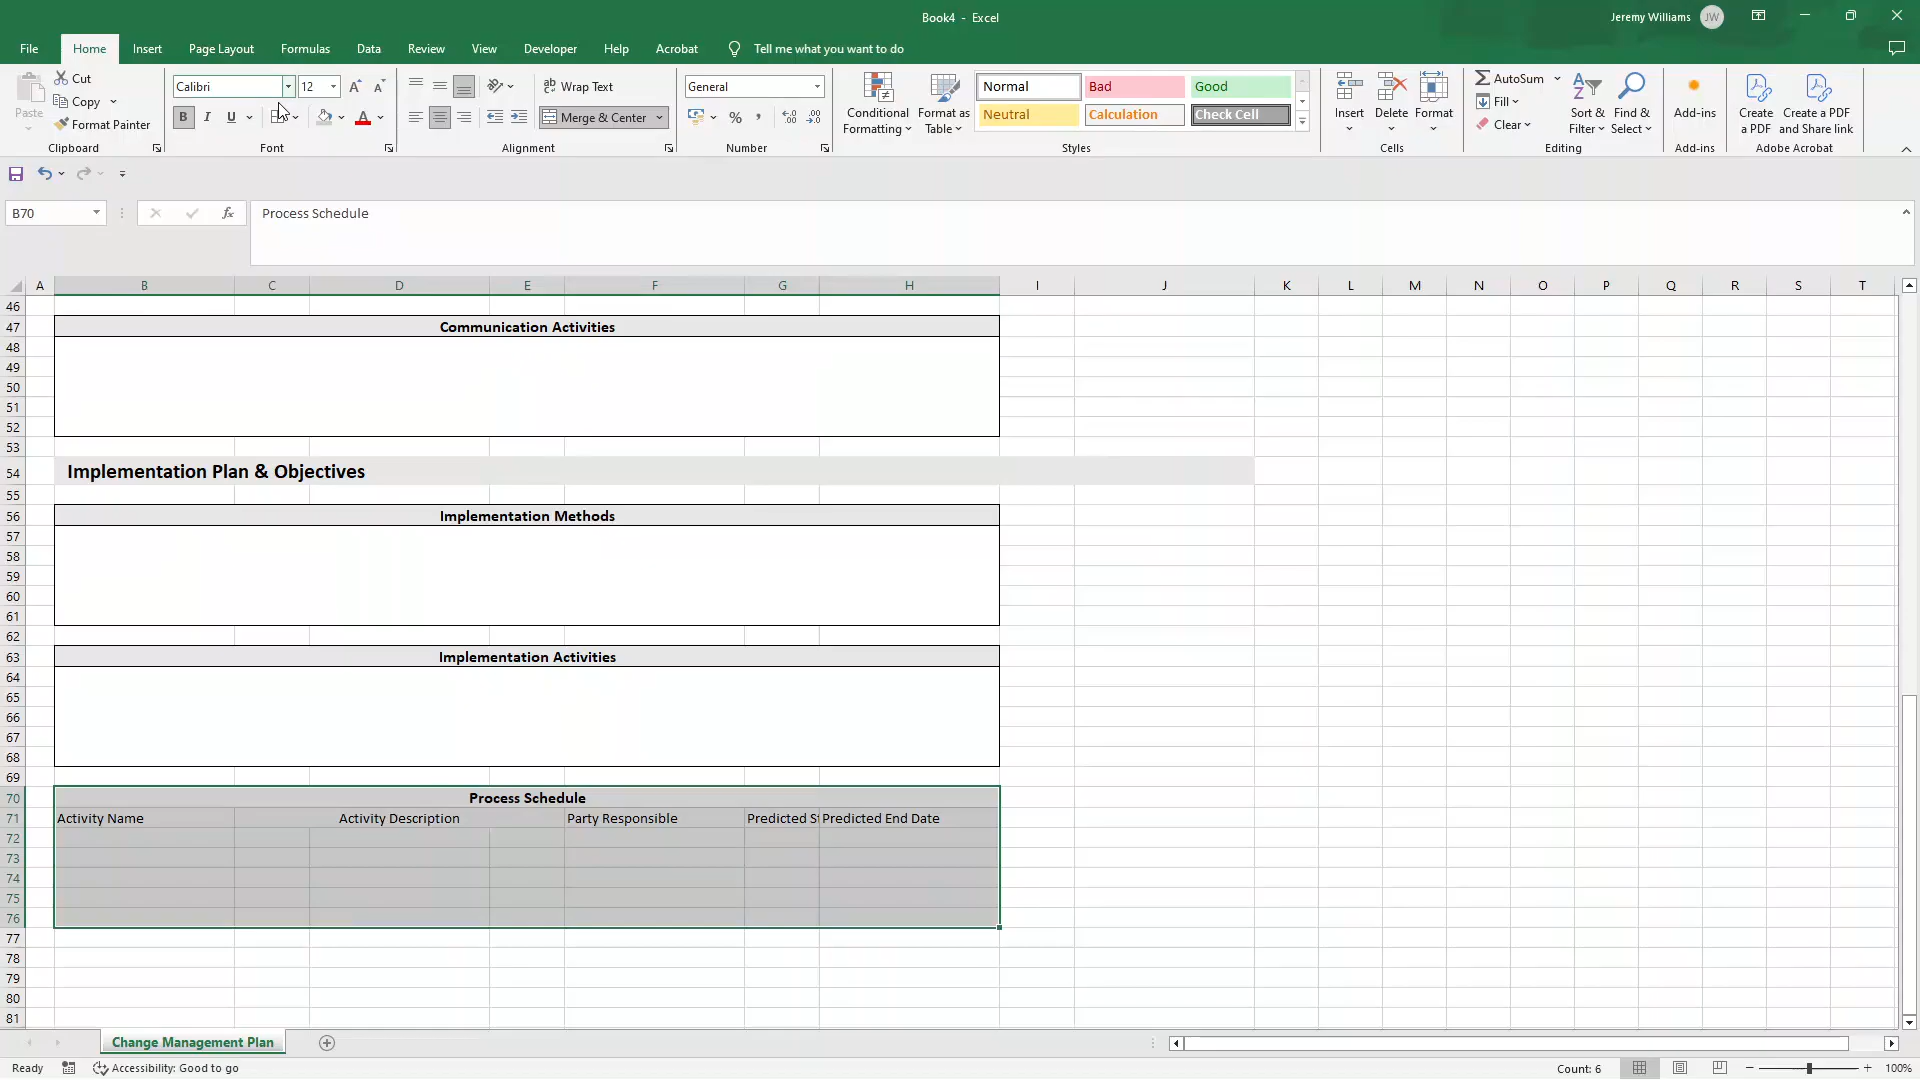 Book4 - Excel
Jeremy Williams JW
File Home Insert Page Layout Formulas Data Review View Developer Help Acrobat Tell me what you want to do
Paste
Cut
Copy
Format Painter
Clipboard
Calibri 12
B I U
Font
Wrap Text
Merge & Center
Alignment
General
Number
Conditional Formatting
Format as Table
Normal Bad Good
Neutral Calculation Check Cell
Styles
Insert Delete Format
Cells
AutoSum
Fill
Clear
Sort & Filter
Find & Select
Editing
Add-ins
Add-ins
Create a PDF
Create a PDF and Share link
Adobe Acrobat
B70 fx Process Schedule
A B C D E F G H I J K L M N O P Q R S T
46
47 Communication Activities
48
49
50
51
52
53
54 Implementation Plan & Objectives
55
56 Implementation Methods
57
58
59
60
61
62
63 Implementation Activities
64
65
66
67
68
69
70 Process Schedule
71 Activity Name Activity Description Party Responsible Predicted Predicted End Date
72
73
74
75
76
77
78
79
80
81
Change Management Plan
Ready Accessibility: Good to go Count: 6 100%